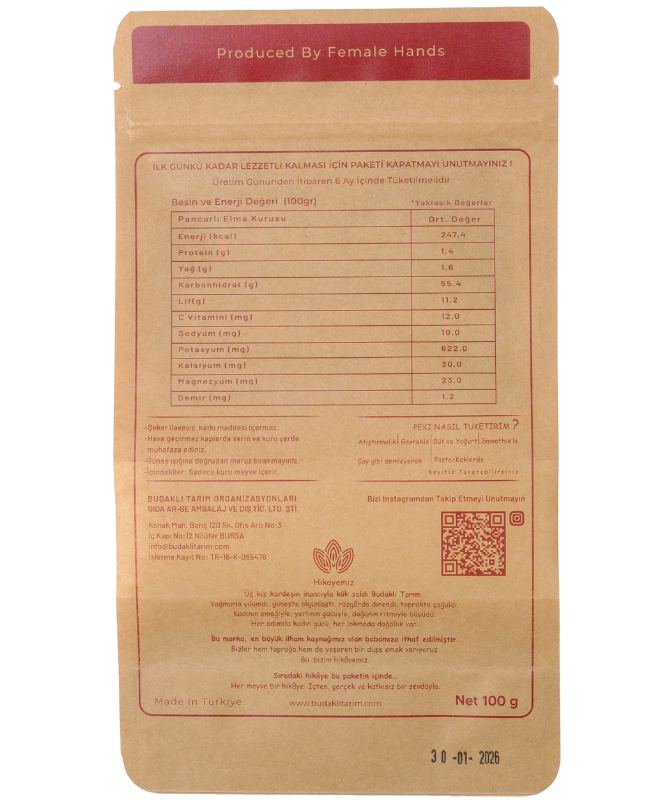 Produced By Female Hands
İLK GÜNKÜ KADAR LEZZETLİ KALMASI İÇİN PAKETİ KAPATMAYI UNUTMAYINIZ !
Üretim Gününden İtibaren 6 Ay İçinde Tüketilmelidir
Besin ve Enerji Değeri (100gr) *Yaklaşık Değerler
Pancarlı Elma Kurusu Ort. Değer
Enerji (kcal) 247,4
Protein (g) 1,4
Yağ (g) 1,6
Karbonhidrat (g) 55,4
Lif(g) 11,2
C Vitamini (mg) 12,0
Sodyum (mg) 10,0
Potasyum (mg) 622,0
Kalsiyum (mg) 30,0
Magnezyum (mg) 23,0
Demir (mg) 1,2
-Şeker ilavesiz, katkı maddesi içermez.
-Hava geçirmez kaplarda serin ve kuru yerde
muhafaza ediniz.
-Güneş ışığına doğrudan maruz bırakmayınız.
-İçindekiler: Sadece kuru meyve içerir.
PEKİ NASIL TÜKETİRİM ?
Atıştırmalık Gevrekle Süt ve Yoğurt Smoothie'le
Çay gibi demleyerek Pasta/Keklerde
Keyifle Tüketebilirsiniz
BUDAKLI TARIM ORGANİZASYONLARI
GIDA AR-GE AMBALAJ VE DIŞ TİC. LTD. ŞTİ.
Konak Mah. Barış 120 Sk. Ofis Artı No:3
İç Kapı No:12 Nilüfer BURSA
info@budaklitarim.com
İşletme Kayıt No: TR-16-K-065476
Bizi Instagramdan Takip Etmeyi Unutmayın
Hikayemiz
Üç kız kardeşin inancıyla kök saldı Budaklı Tarım.
Yağmurla yıkandı, güneşte olgunlaştı, rüzgârda direndi, toprakta çoğaldı.
Kadının emeğiyle, yerlinin gücüyle, doğanın ritmiyle büyüdü.
Her adımda kadın gücü, her lokmada doğallık var.
Bu marka, en büyük ilham kaynağımız olan babamıza ithaf edilmiştir.
Bizler hem toprağa hem de yeşeren bir düşe emek veriyoruz.
Bu, bizim hikâyemiz.
Sıradaki hikâye bu paketin içinde...
Her meyve bir hikâye: İçten, gerçek ve katkısız bir sevdayla.
Made in Türkiye www.budaklitarim.com Net 100 g
30 -01- 2026